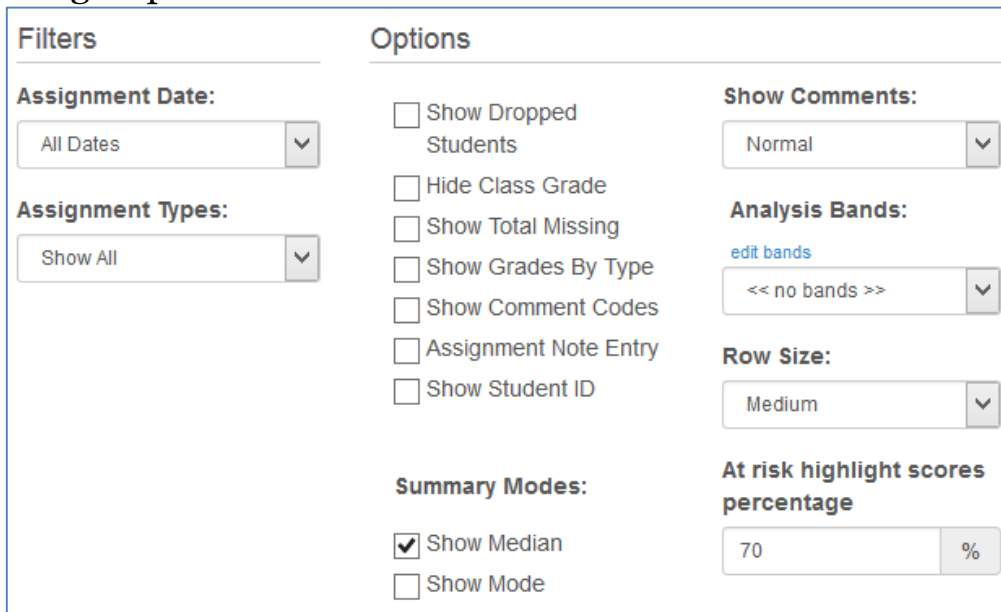 Filters
Assignment Date:
All Dates
Assignment Types:
Show All
Options
Show Dropped
Students
Hide Class Grade
Show Total Missing
Show Grades By Type
Show Comment Codes
Assignment Note Entry
Show Student ID
Summary Modes:
Show Median
Show Mode
Show Comments:
Normal
Analysis Bands:
edit bands
<< no bands >>
Row Size:
Medium
At risk highlight scores
percentage
70 %